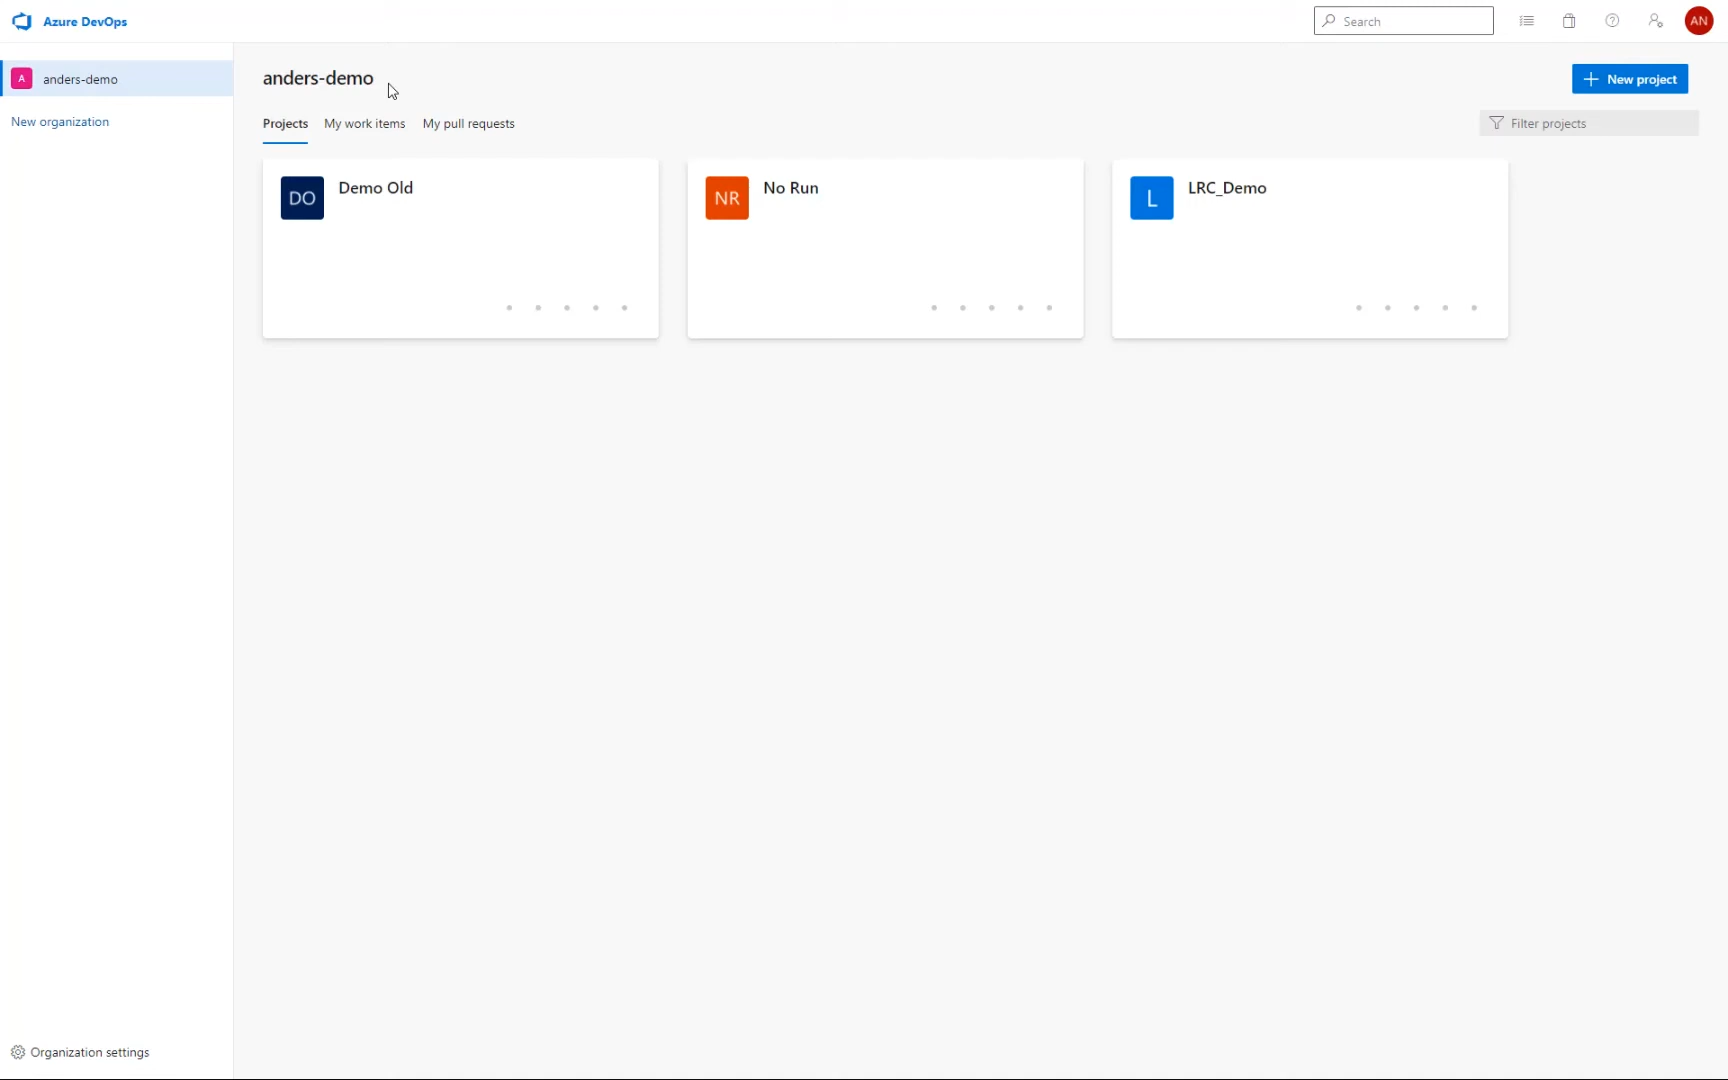 Azure DevOps
Search
AN
A anders-demo
New organization
anders-demo
New project
Projects My work items My pull requests
Filter projects
DO Demo Old
NR No Run
L LRC_Demo
Organization settings